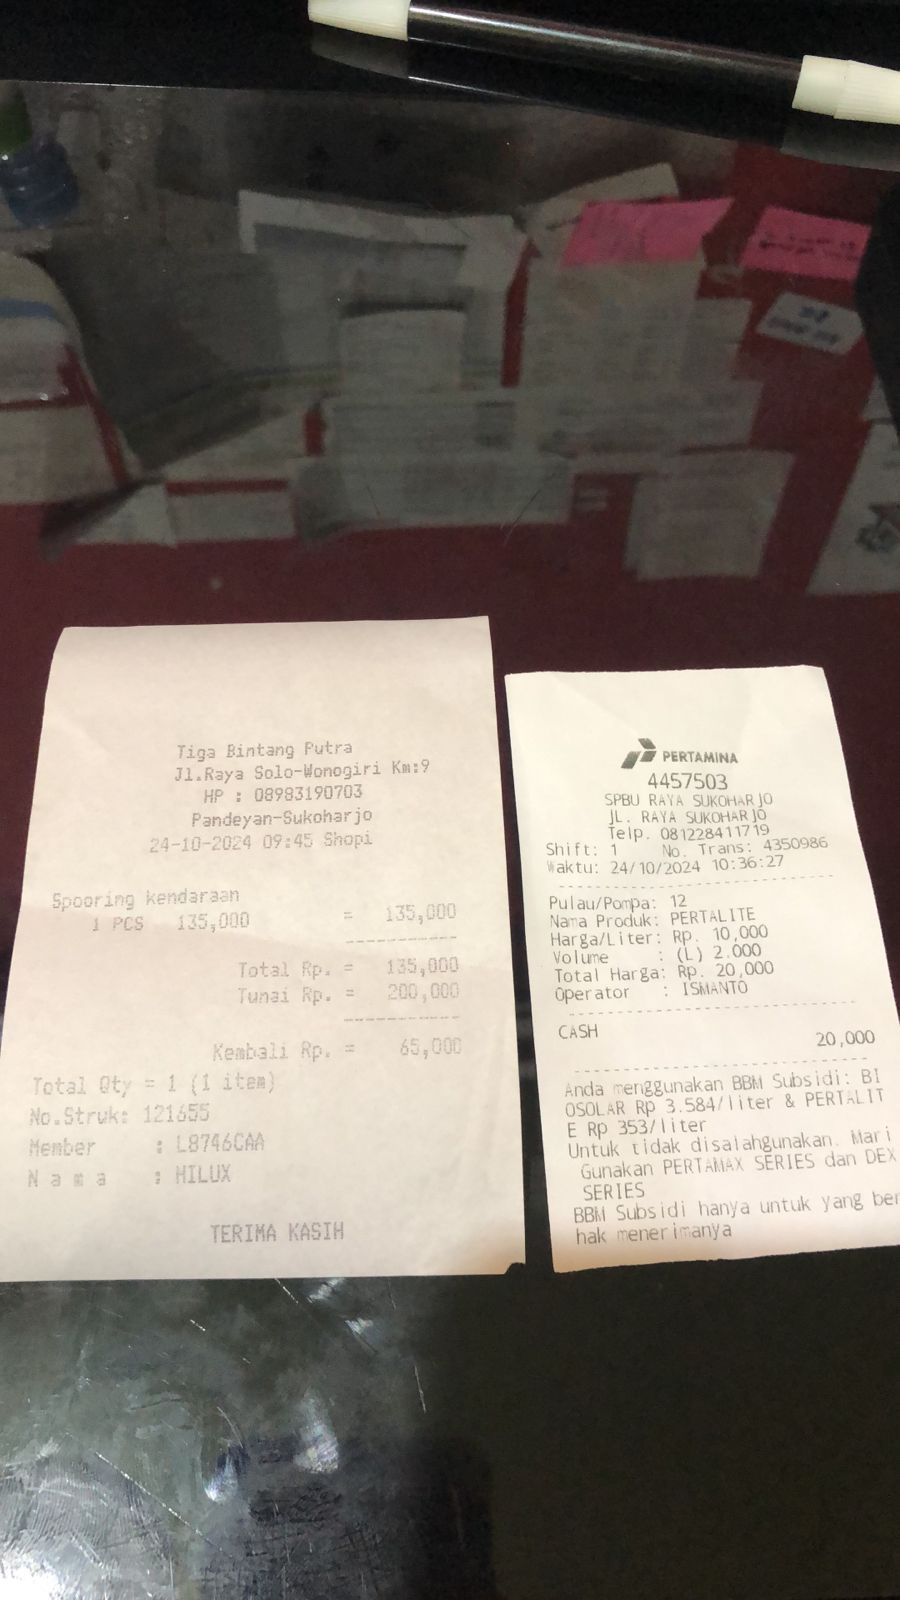 Tiga Bintang Putra
Jl.Raya Solo-Wonogiri Km:9
HP : 08983190703
Pandeyan-Sukoharjo
24-10-2024 09:45 Shopi
Spooring kendaraan
1 PCS 135,000 = 135,000
Total Rp. = 135,000
Tunai Rp. = 200,000
Kembali Rp. = 65,000
Total Qty = 1 (1 item)
No.Struk: 121655
Member : L8746CAA
N a m a : HILUX
TERIMA KASIH
PERTAMINA
4457503
SPBU RAYA SUKOHARJO
JL. RAYA SUKOHARJO
Telp. 081228411719
Shift: 1 No. Trans: 4350986
Waktu: 24/10/2024 10:36:27
Pulau/Pompa: 12
Nama Produk: PERTALITE
Harga/Liter: Rp. 10,000
Volume : (L) 2.000
Total Harga: Rp. 20,000
Operator : ISMANTO
CASH
20,000
Anda menggunakan BBM Subsidi: BI
OSOLAR Rp 3.584/liter & PERTALIT
E Rp 353/liter
Untuk tidak disalahgunakan. Mari
Gunakan PERTAMAX SERIES dan DEX
SERIES
BBM Subsidi hanya untuk yang ber
hak menerimanya